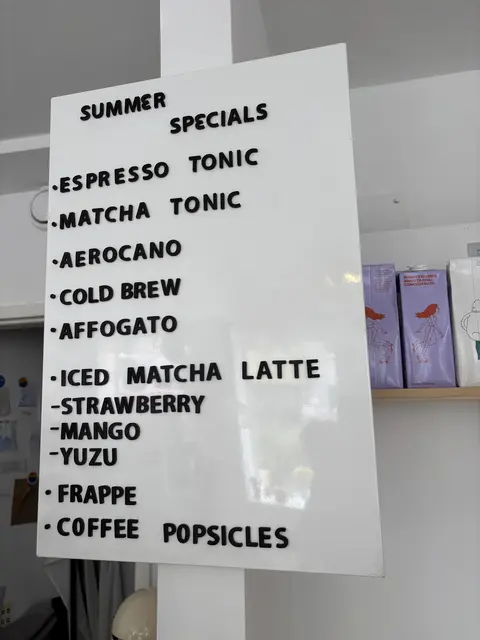 SUMMER
SPECIALS
·ESPRESSO TONIC
·MATCHA TONIC
·AEROCANO
·COLD BREW
·AFFOGATO
·ICED MATCHA LATTE
-STRAWBERRY
-MANGO
-YUZU
·FRAPPE
·COFFEE POPSICLES